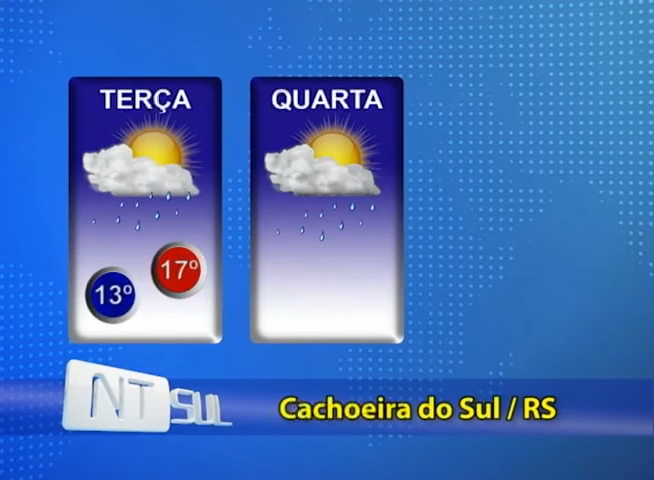 TERÇA
QUARTA
17º
13º
NT SUL
Cachoeira do Sul / RS